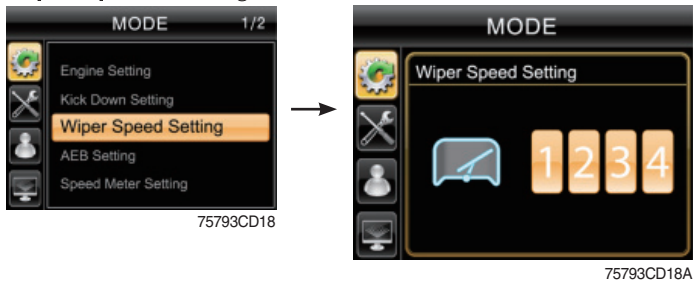 MODE 1/2
Engine Setting
Kick Down Setting
Wiper Speed Setting
AEB Setting
Speed Meter Setting
75793CD18
MODE
Wiper Speed Setting
1 2 3 4
75793CD18A